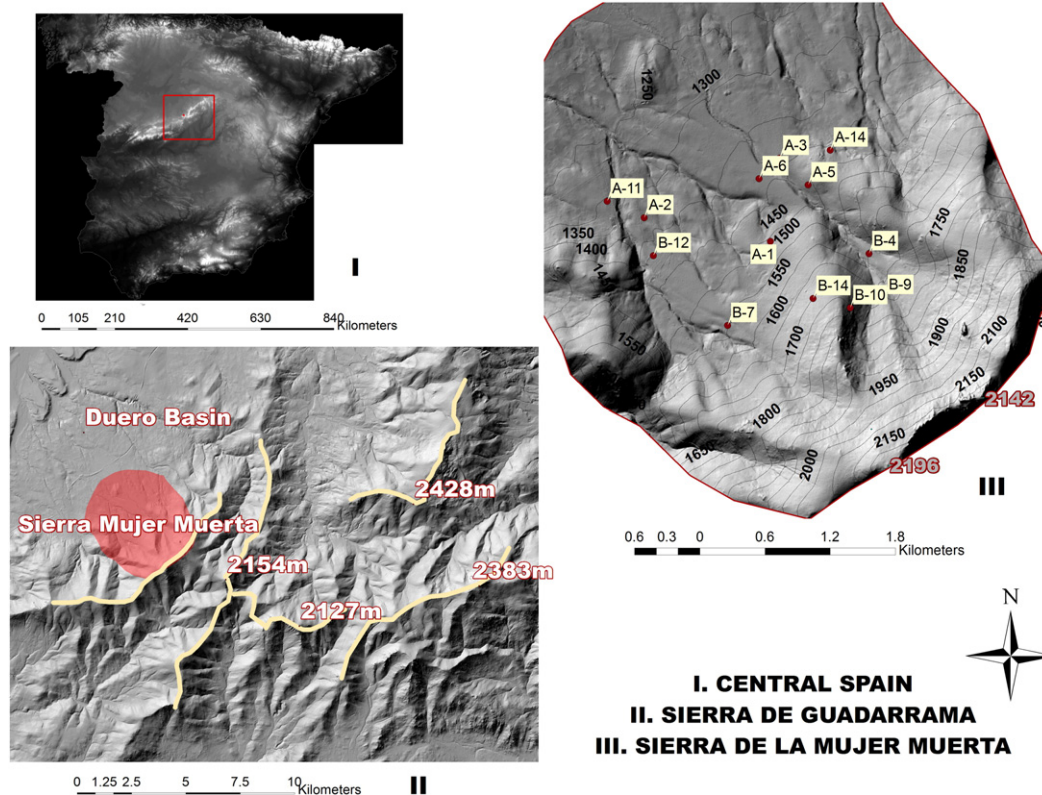 I
0 105 210 420 630 840
Kilometers
Duero Basin
Sierra Mujer Muerta
2428m
2154m
2383m
2127m
0 1.25 2.5 5 7.5 10
Kilometers
II
1250
1300
A-14
A-3
A-6
A-5
A-11
A-2
1450
1500
1750
1350
1400
B-12
A-1
B-4
1550
1850
B-14
B-10
B-9
1600
B-7
1700
1900
2100
1550
1950
2150
2142
1800
2150
1650
2000
2196
III
0.6 0.3 0 0.6 1.2 1.8
Kilometers
N
I. CENTRAL SPAIN
II. SIERRA DE GUADARRAMA
III. SIERRA DE LA MUJER MUERTA